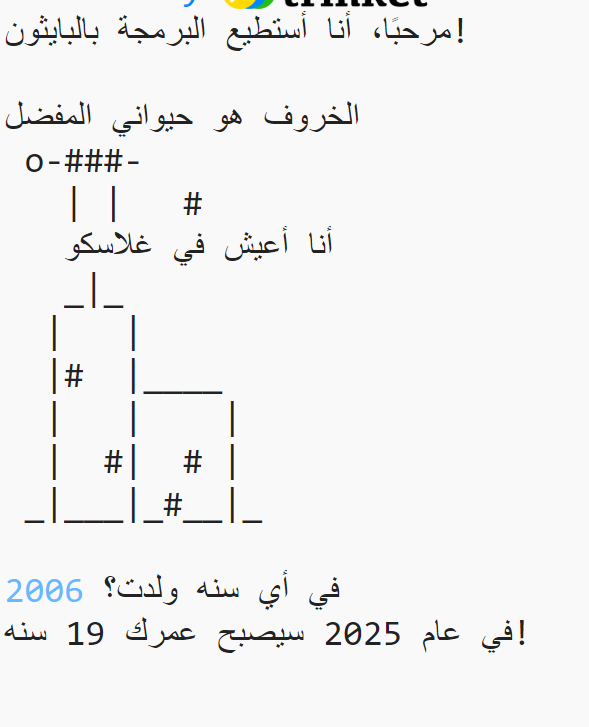 trinket
مرحبًا، أنا أستطيع البرمجة بالبايثون!
الخروف هو حيواني المفضل
 o-###-
   | |   #
   أنا أعيش في غلاسكو
   _|_
  |   |
  |#  |____
  |   |    |
  |  #|  # |
 _|___|_#__|_
في أي سنه ولدت؟ 2006
في عام 2025 سيصبح عمرك 19 سنه!